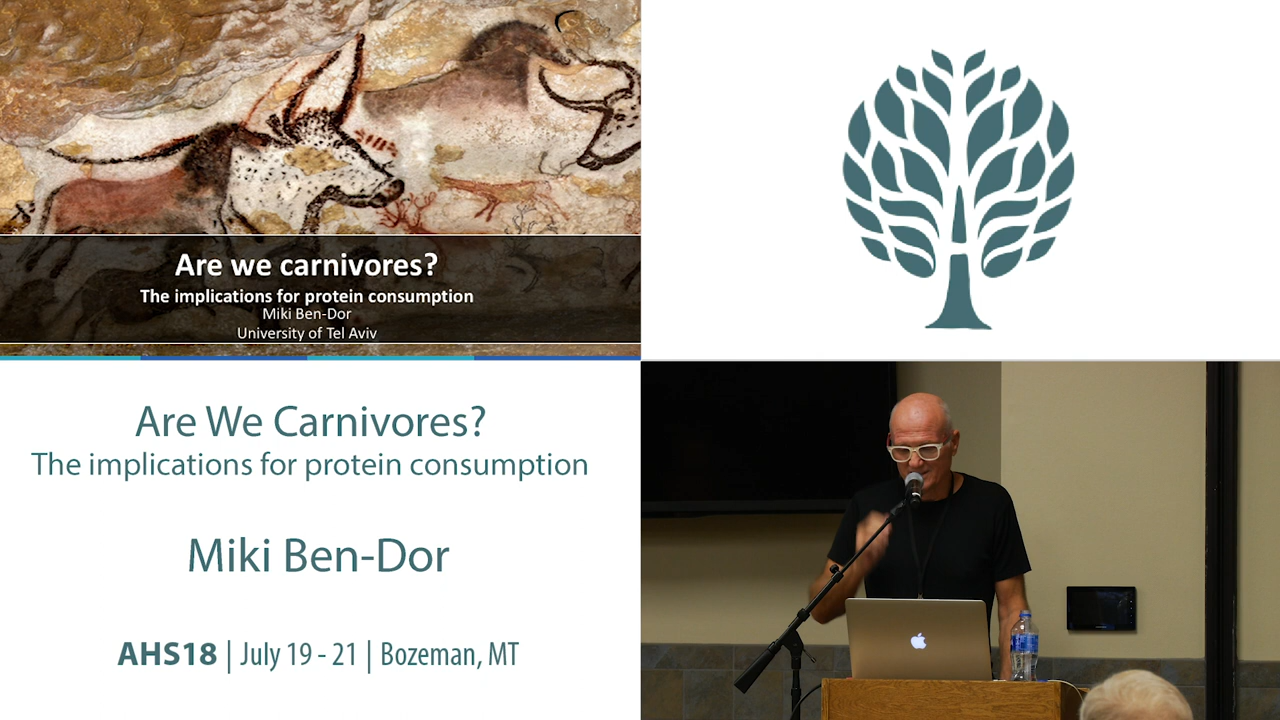 Are we carnivores?
The implications for protein consumption
Miki Ben-Dor
University of Tel Aviv
Are We Carnivores?
The implications for protein consumption
Miki Ben-Dor
AHS18 | July 19 - 21 | Bozeman, MT